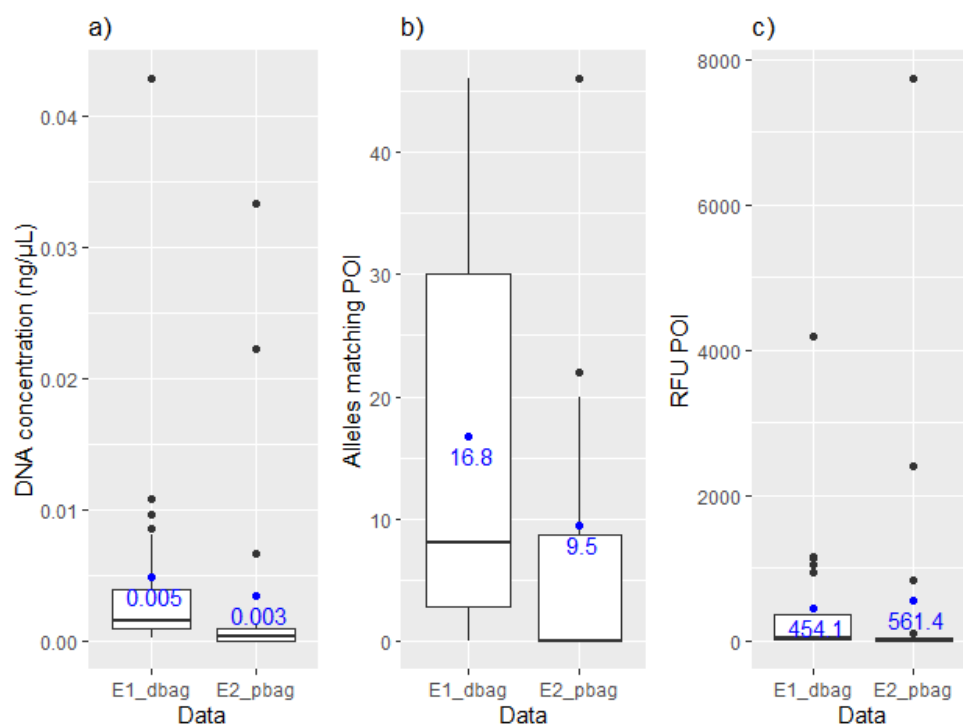 a)
DNA concentration (ng/µL)
0.04
0.03
0.02
0.01
0.00
0.005
0.003
E1_dbag E2_pbag
Data
b)
Alleles matching POI
40
30
20
10
0
16.8
9.5
E1_dbag E2_pbag
Data
c)
RFU POI
8000
6000
4000
2000
0
454.1
561.4
E1_dbag E2_pbag
Data